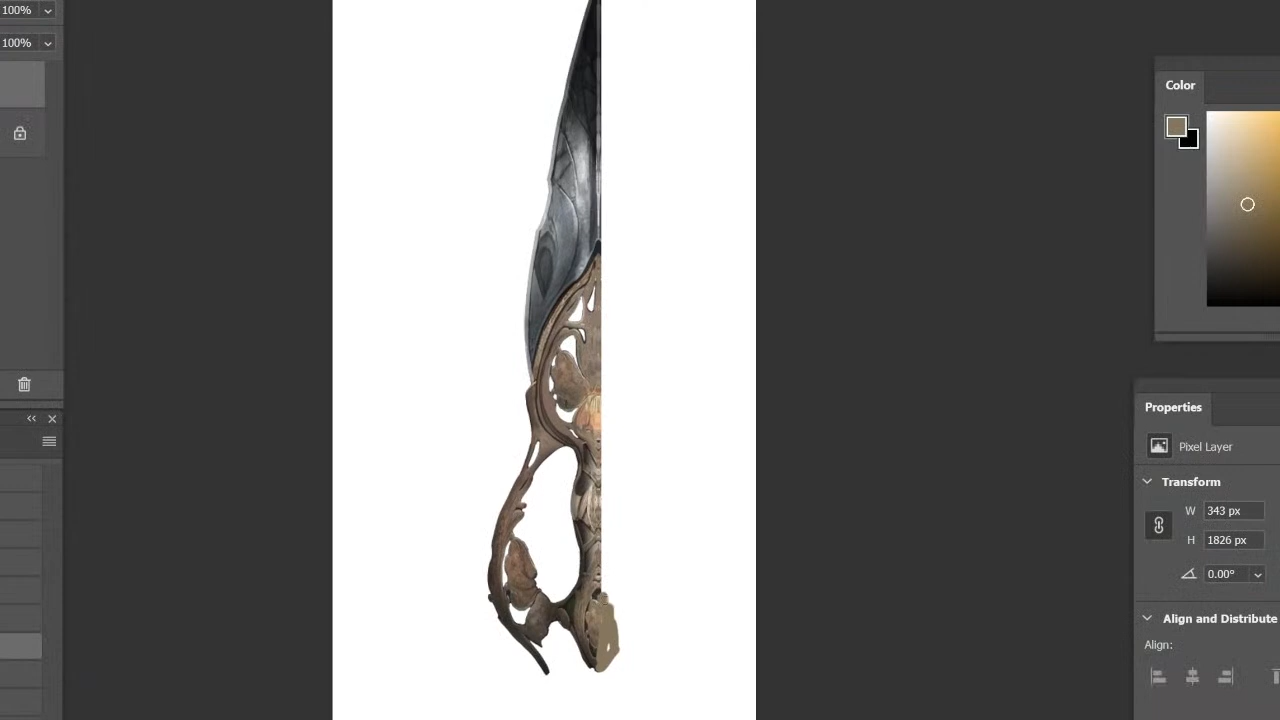 100%
100%
Color
Properties
Pixel Layer
Transform
W 343 px
H 1826 px
0.00°
Align and Distribute
Align: